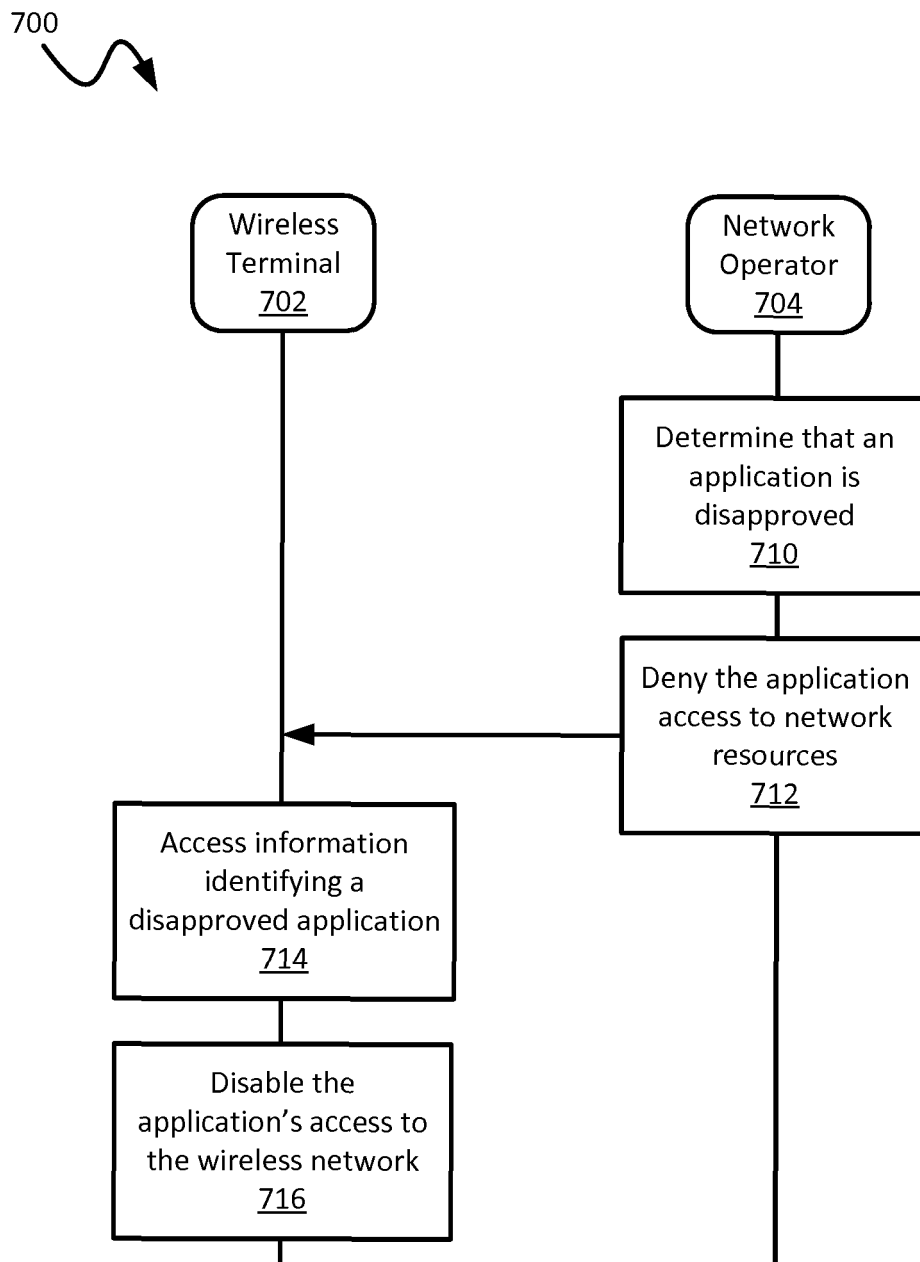 700
Wireless
Terminal
702
Network
Operator
704
Determine that an
application is
disapproved
710
Deny the application
access to network
resources
712
Access information
identifying a
disapproved application
714
Disable the
application’s access to
the wireless network
716